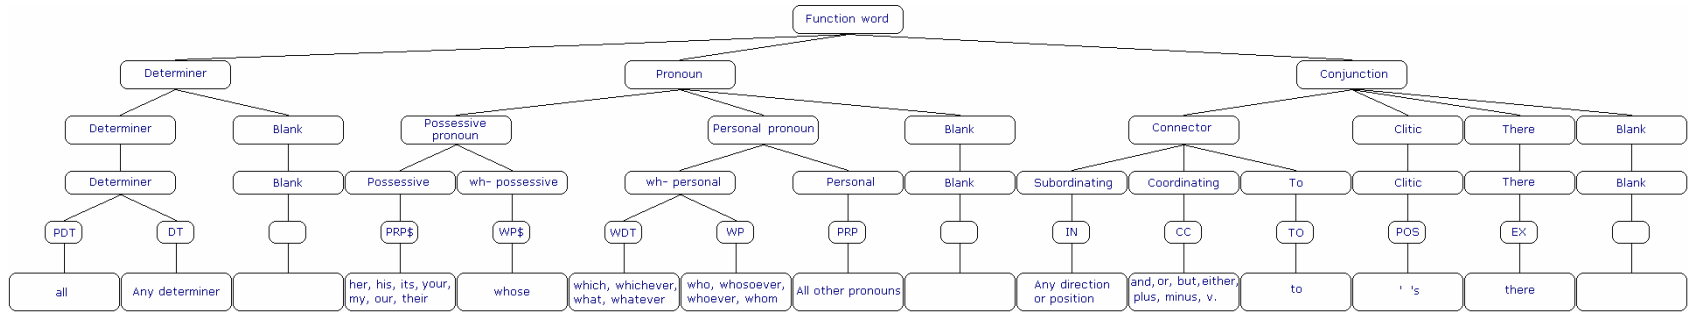 Function word
Determiner
Pronoun
Conjunction
Determiner
Blank
Possessive
pronoun
Personal pronoun
Blank
Connector
Clitic
There
Blank
Determiner
Blank
Possessive
wh- possessive
wh- personal
Personal
Blank
Subordinating
Coordinating
To
Clitic
There
Blank
PDT
DT
PRP$
WP$
WDT
WP
PRP
IN
CC
TO
POS
EX
all
Any determiner
her, his, its, your,
my, our, their
whose
which, whichever,
what, whatever
who, whosoever,
whoever, whom
All other pronouns
Any direction
or position
and, or, but, either,
plus, minus, v.
to
' 's
there